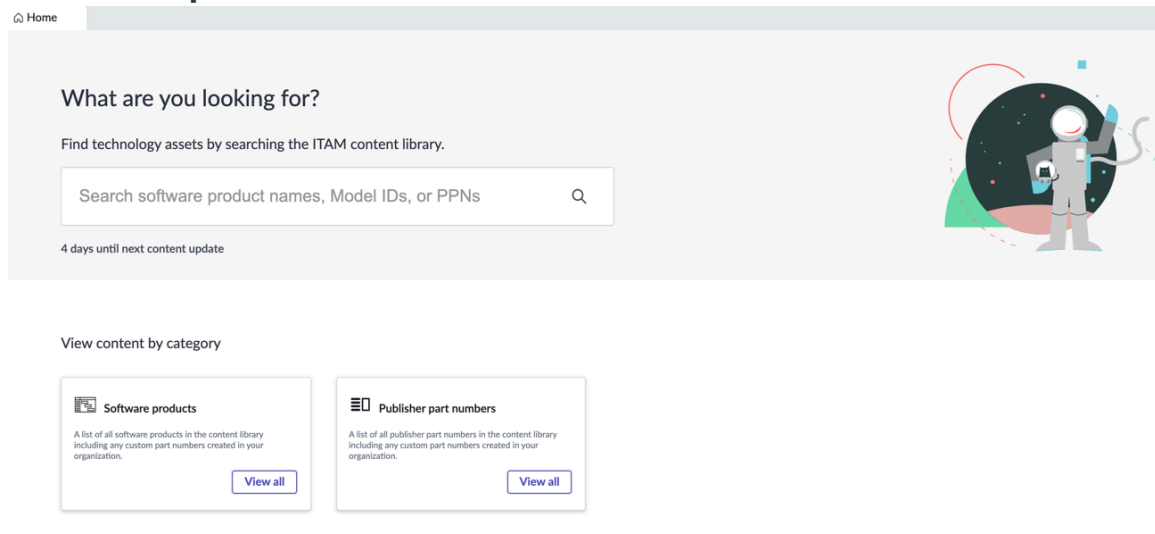 Home
What are you looking for?
Find technology assets by searching the ITAM content library.
Search software product names, Model IDs, or PPNs
4 days until next content update
View content by category
Software products
A list of all software products in the content library
including any custom part numbers created in your
organization.
View all
Publisher part numbers
A list of all publisher part numbers in the content library
including any custom part numbers created in your
organization.
View all